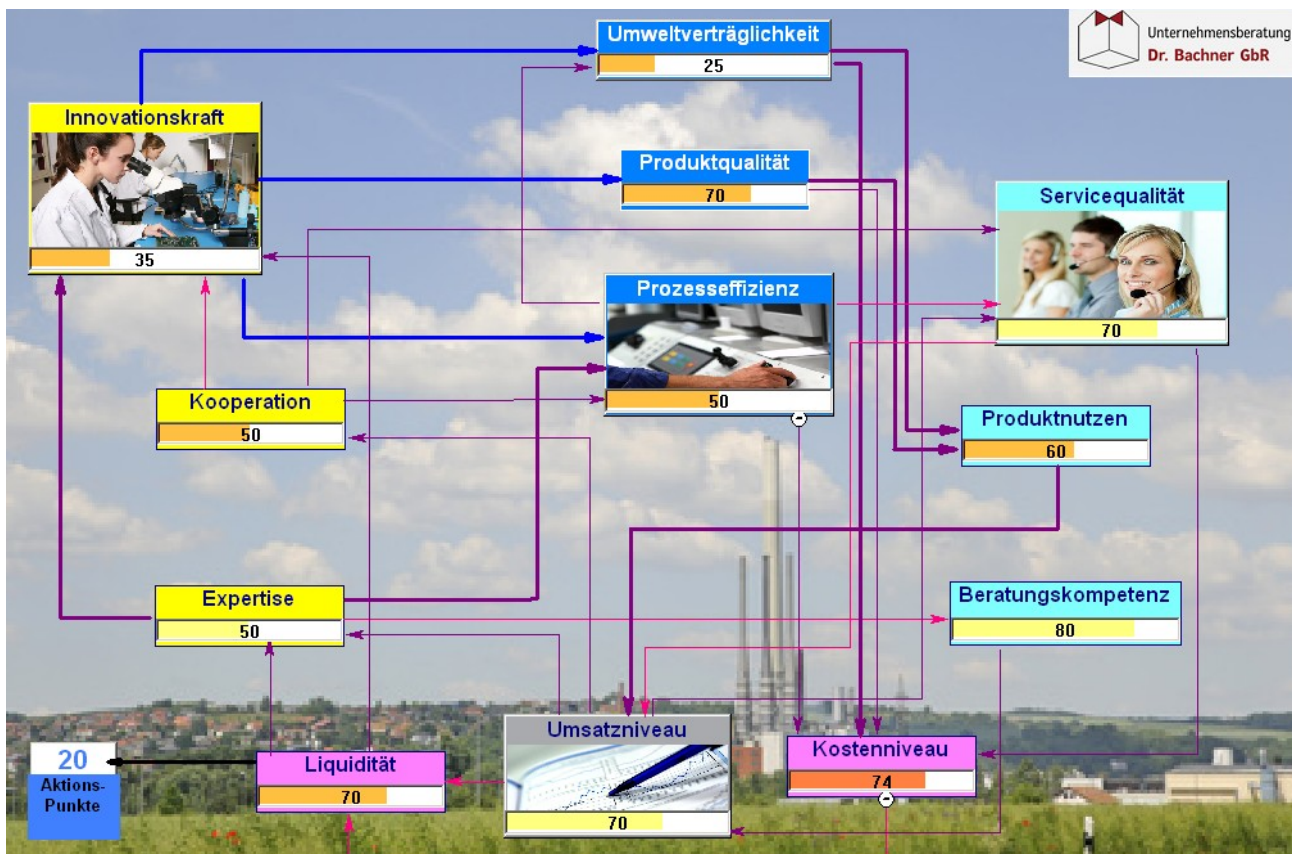 Umweltverträglichkeit
25
Unternehmensberatung
Dr. Bachner GbR
Innovationskraft
35
Produktqualität
70
Servicequalität
70
Prozesseffizienz
50
-
Kooperation
50
Produktnutzen
60
Expertise
50
Beratungskompetenz
80
20
Aktions-
Punkte
Liquidität
70
Umsatzniveau
70
Kostenniveau
74
-